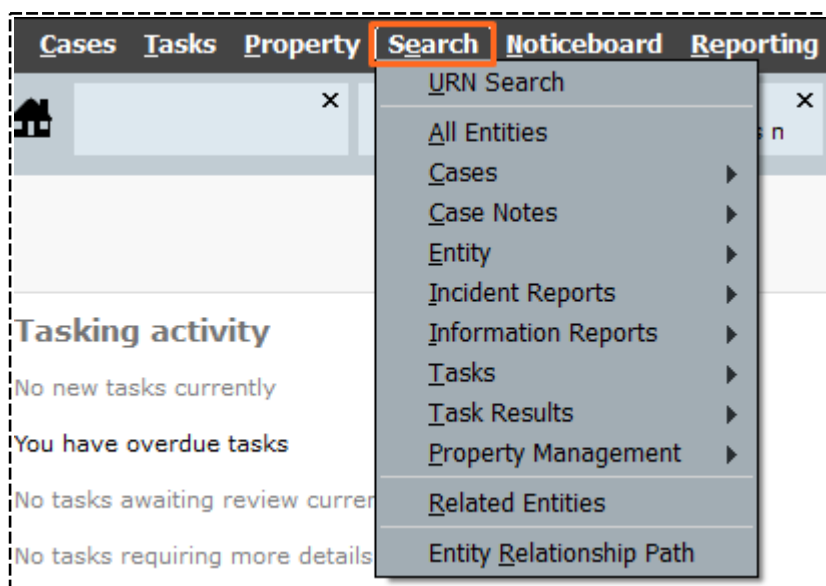 Cases Tasks Property Search Noticeboard Reporting
URN Search
x x
All Entities
s n
Cases
Case Notes
Entity
Incident Reports
Tasking activity
Information Reports
No new tasks currently
Tasks
Task Results
You have overdue tasks
Property Management
No tasks awaiting review curre
Related Entities
No tasks requiring more details
Entity Relationship Path